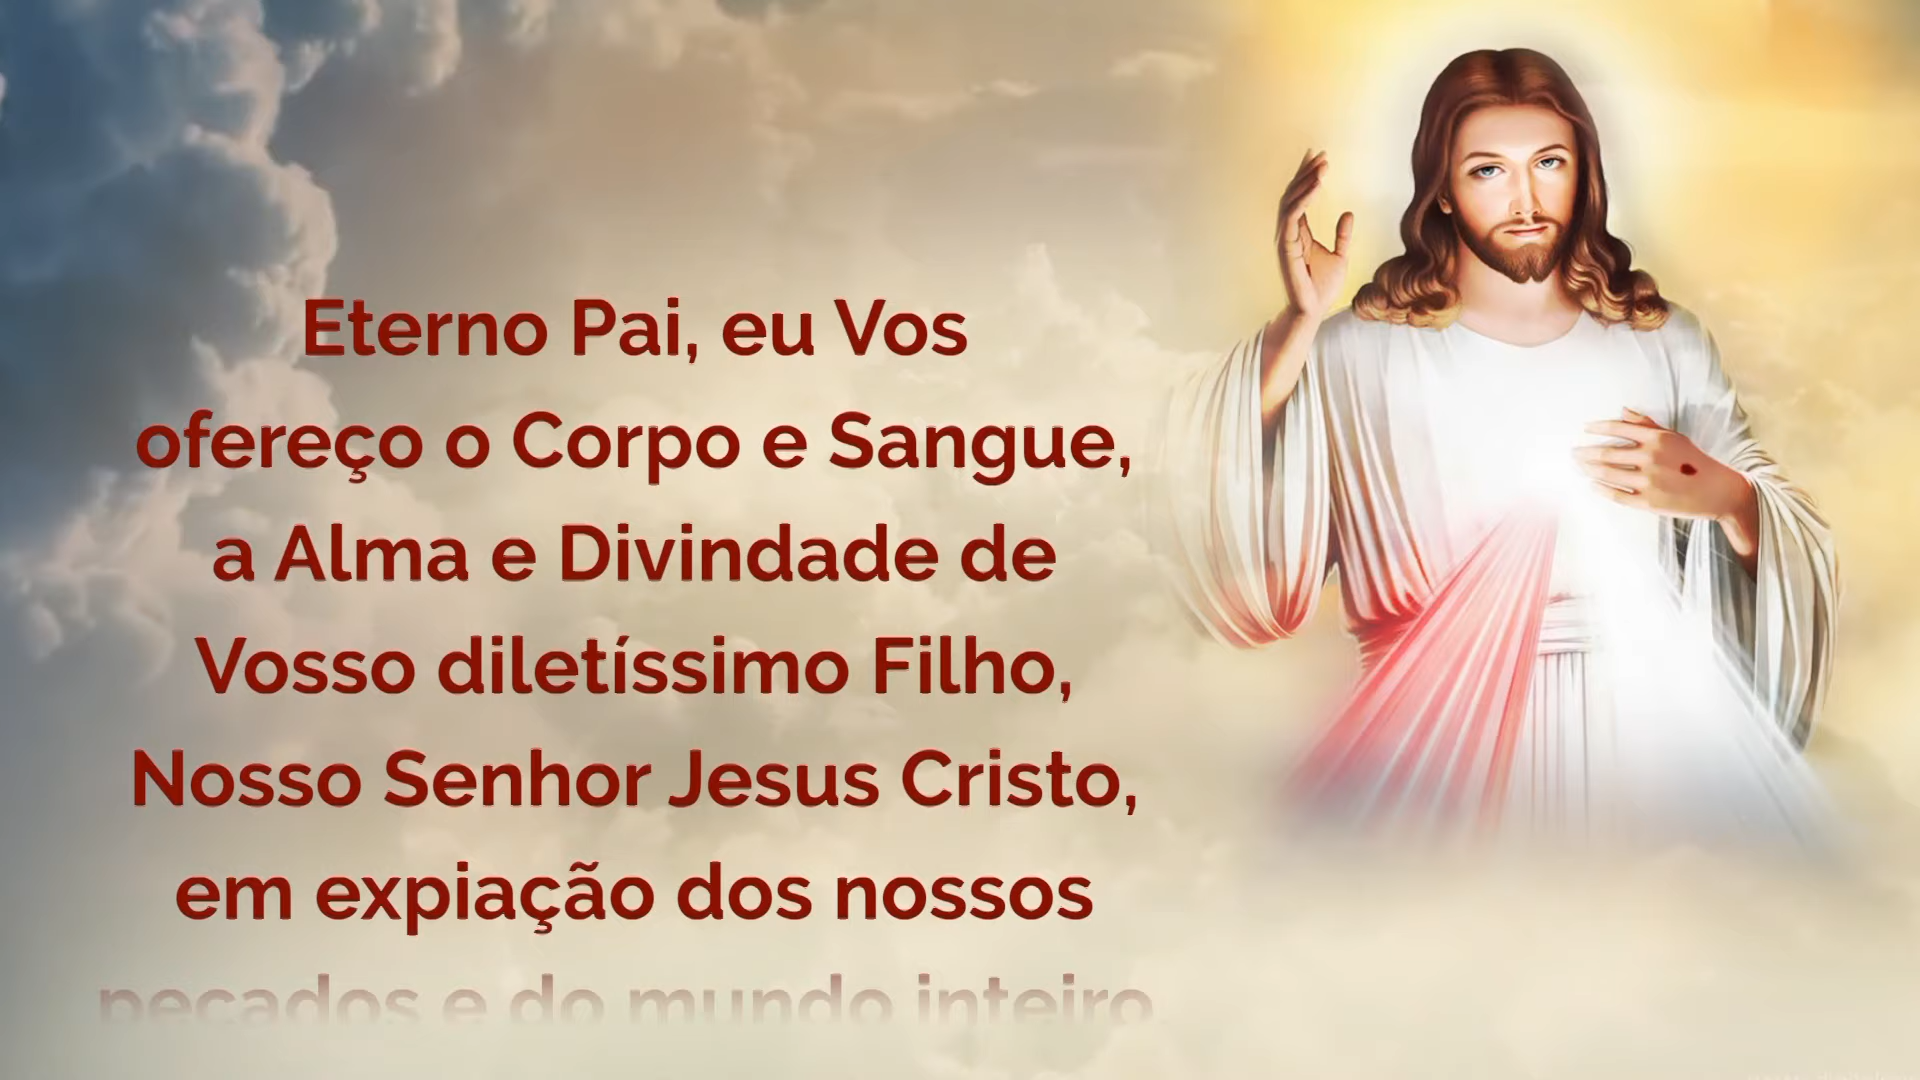 Eterno Pai, eu Vos
ofereço o Corpo e Sangue,
a Alma e Divindade de
Vosso diletíssimo Filho,
Nosso Senhor Jesus Cristo,
em expiação dos nossos
pecados e do mundo inteiro